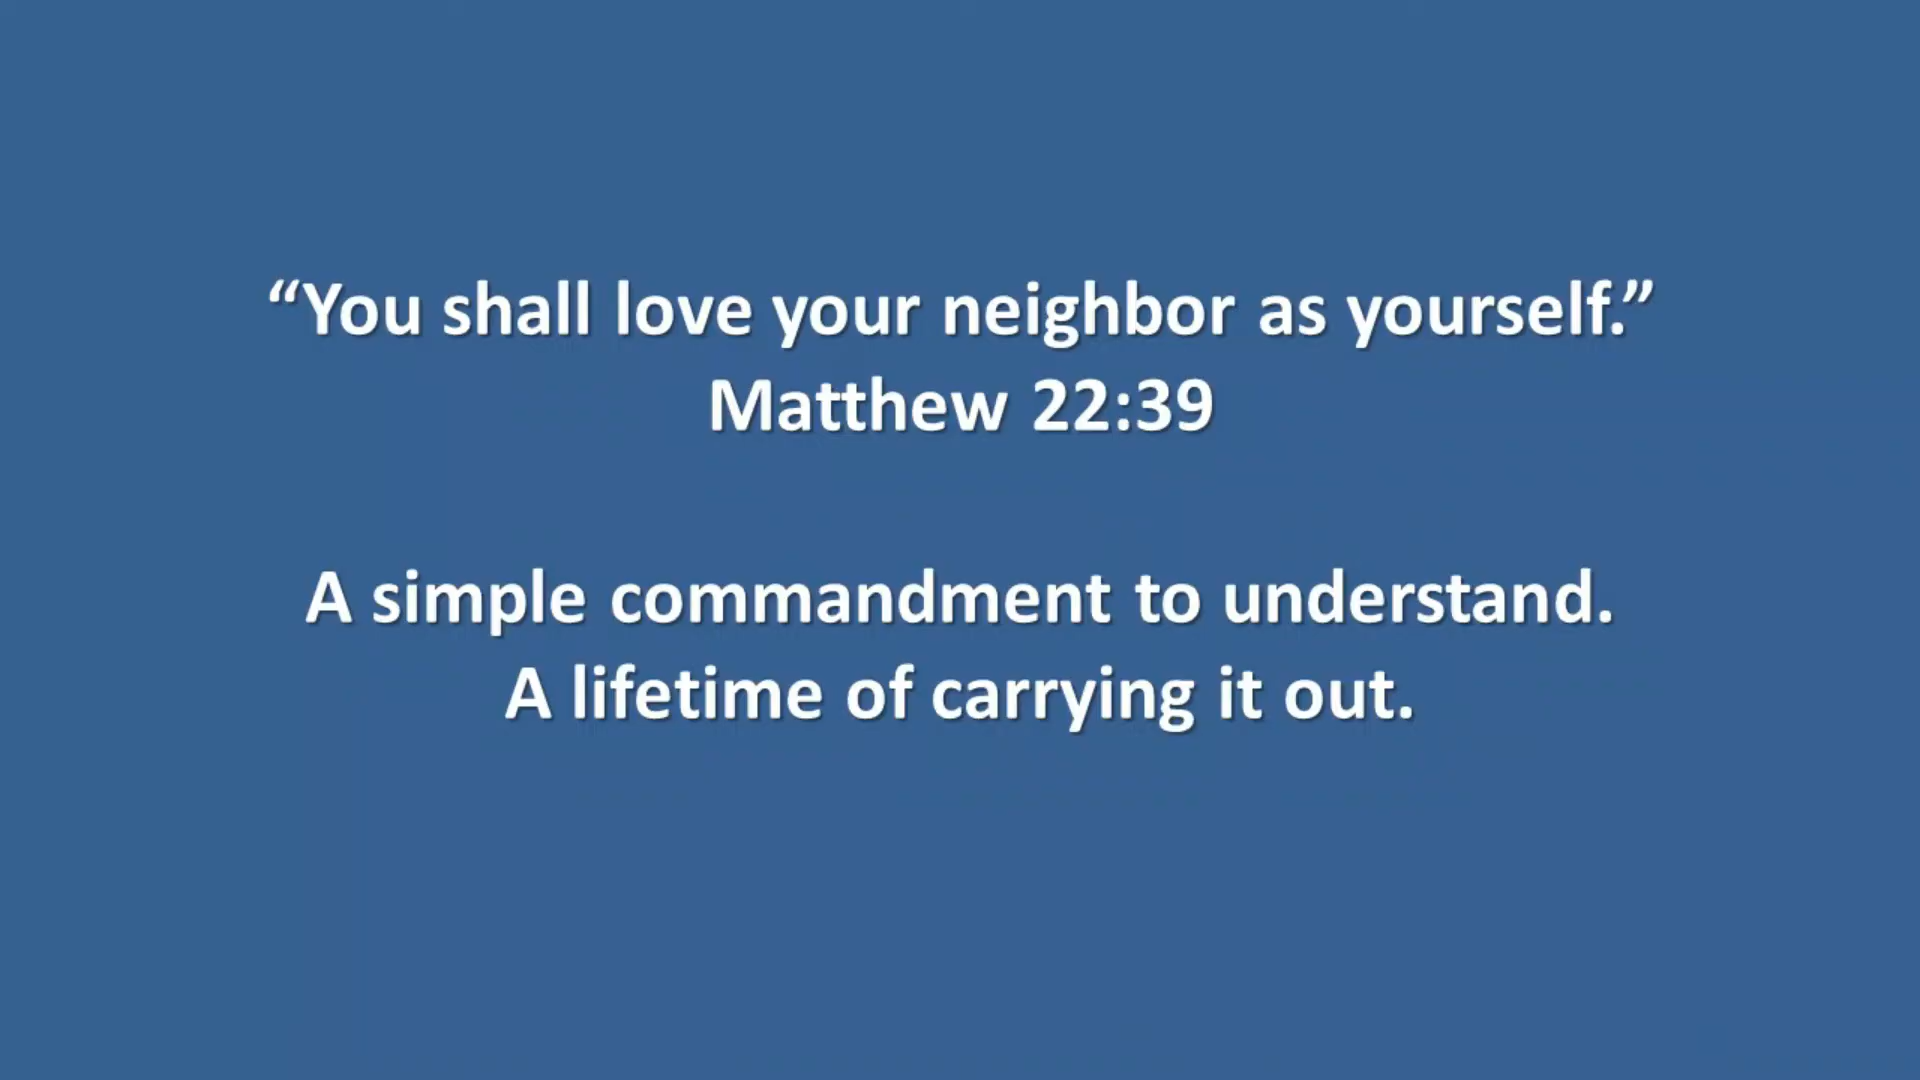 “You shall love your neighbor as yourself.”
Matthew 22:39
A simple commandment to understand.
A lifetime of carrying it out.